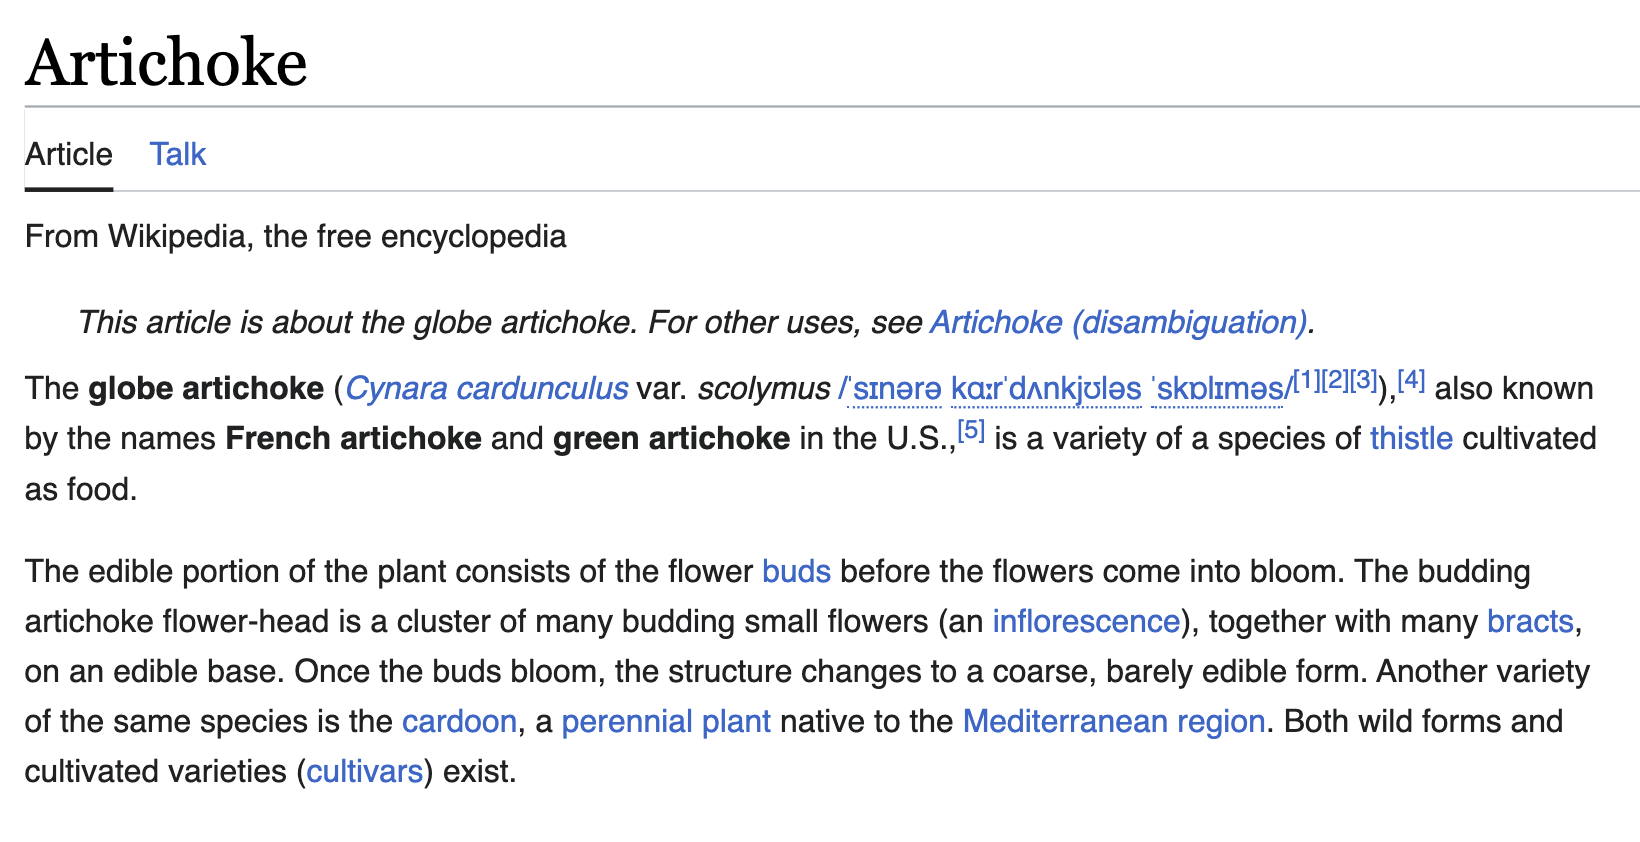 Artichoke
Article Talk
From Wikipedia, the free encyclopedia
This article is about the globe artichoke. For other uses, see Artichoke (disambiguation).
The globe artichoke (Cynara cardunculus var. scolymus /ˈsɪnərə kɑːrˈdʌnkjʊləs ˈskɒlɪməs/[1][2][3]),[4] also known
by the names French artichoke and green artichoke in the U.S.,[5] is a variety of a species of thistle cultivated
as food.
The edible portion of the plant consists of the flower buds before the flowers come into bloom. The budding
artichoke flower-head is a cluster of many budding small flowers (an inflorescence), together with many bracts,
on an edible base. Once the buds bloom, the structure changes to a coarse, barely edible form. Another variety
of the same species is the cardoon, a perennial plant native to the Mediterranean region. Both wild forms and
cultivated varieties (cultivars) exist.